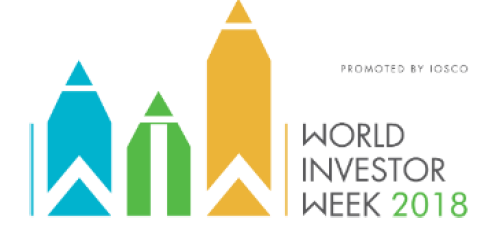 PROMOTED BY IOSCO
WORLD
INVESTOR
WEEK 2018